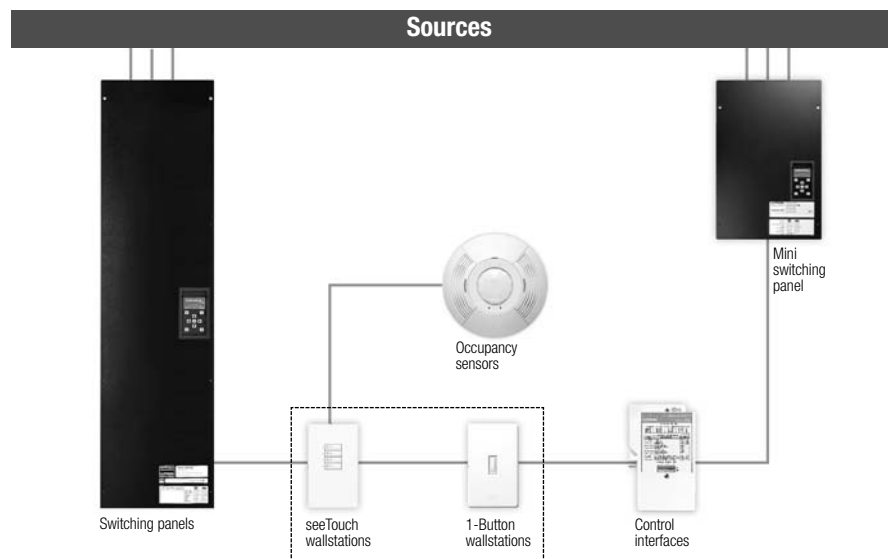 Sources
Mini
switching
panel
Occupancy
sensors
Switching panels
seeTouch
wallstations
1-Button
wallstations
Control
interfaces